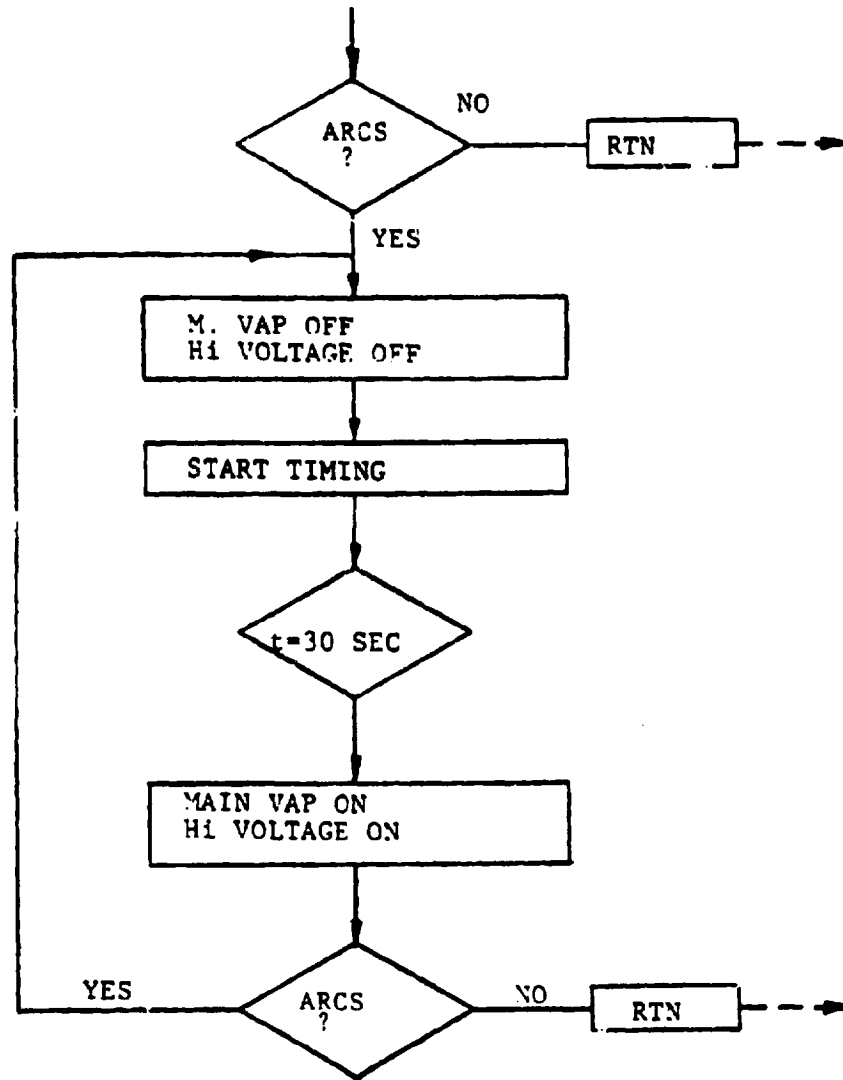 NO
ARCS
?
RTN
YES
M. VAP OFF
Hi VOLTAGE OFF
START TIMING
t=30 SEC
MAIN VAP ON
Hi VOLTAGE ON
YES
ARCS
?
NO
RTN